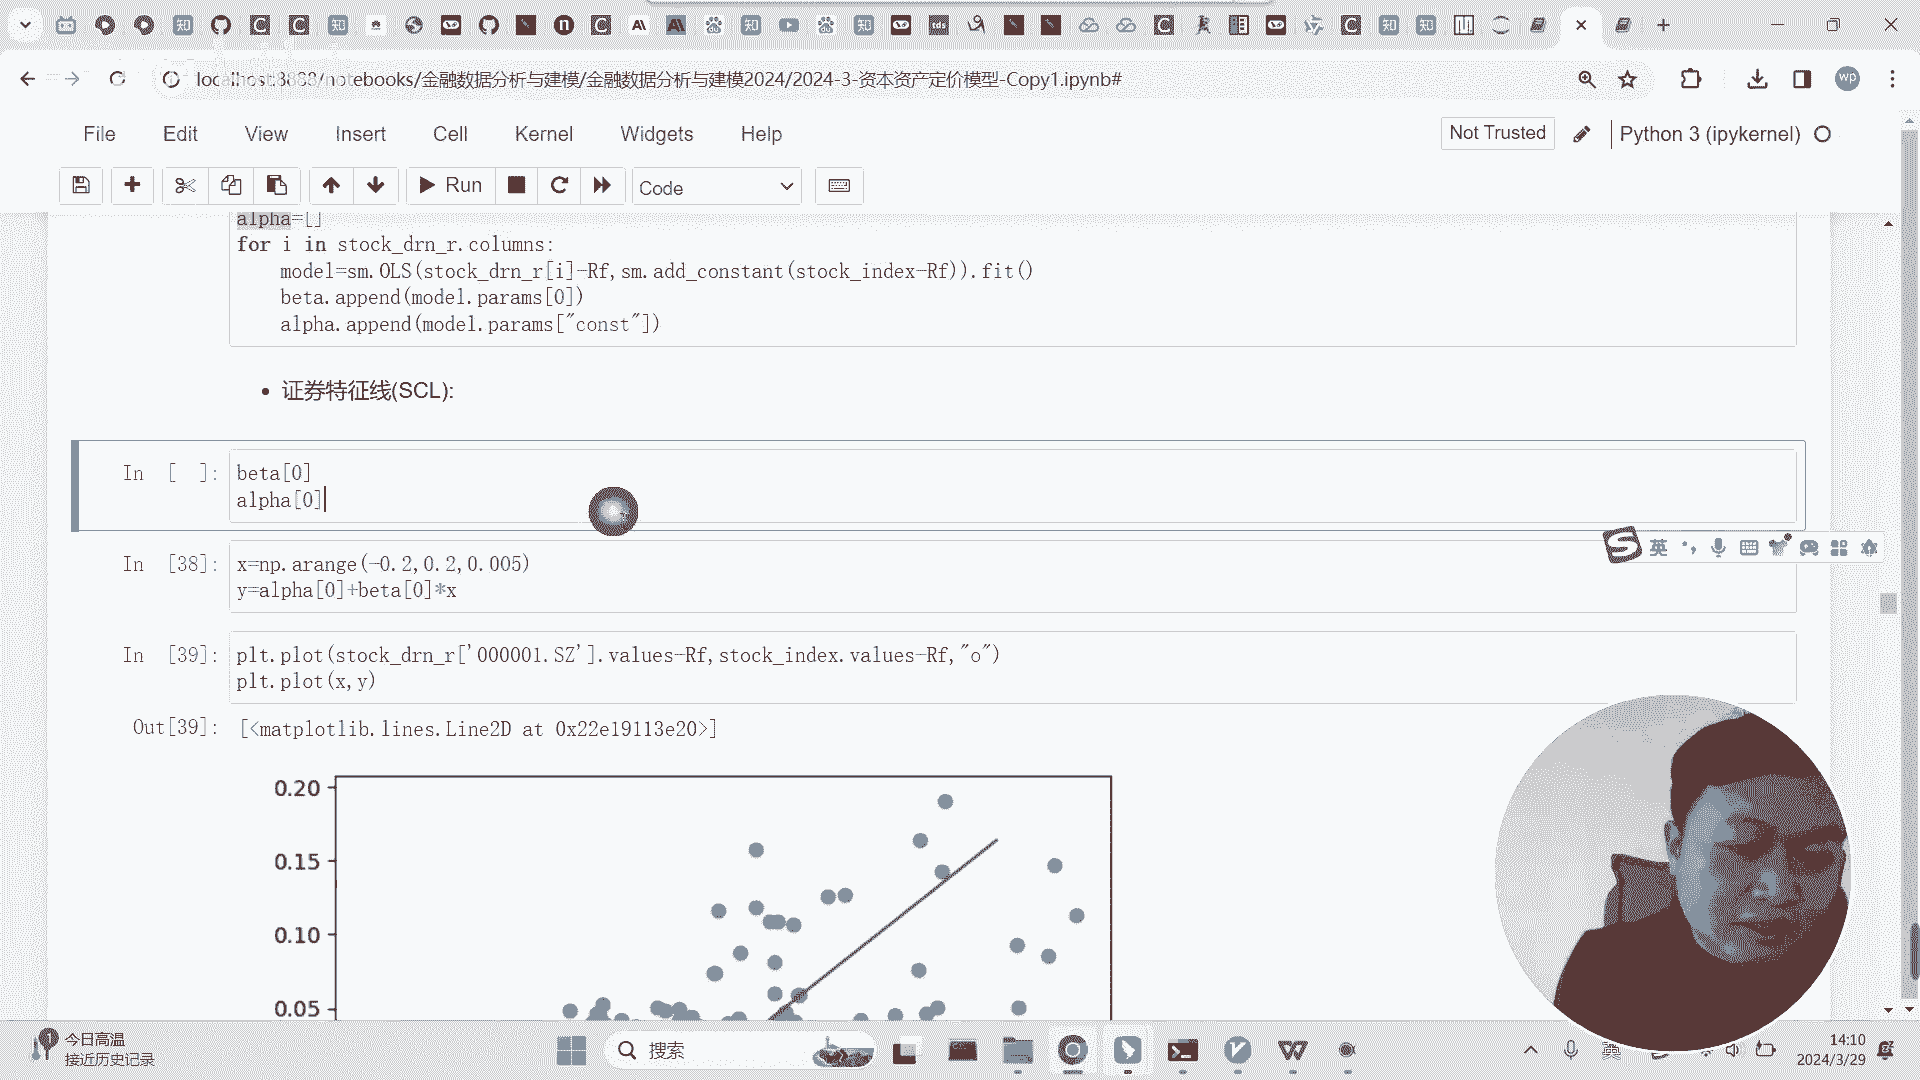 localhost:8888/notebooks/金融数据分析与建模/金融数据分析与建模2024/2024-3-资本资产定价模型-Copy1.ipynb#
wp
File Edit View Insert Cell Kernel Widgets Help
Not Trusted
Python 3 (ipykernel)
Run
Code
alpha=[]
for i in stock_drn_r.columns:
model=sm.OLS(stock_drn_r[i]-Rf,sm.add_constant(stock_index-Rf)).fit()
beta.append(model.params[0])
alpha.append(model.params["const"])
证券特征线(SCL):
In [ ]: beta[0]
alpha[0]
英
In [38]: x=np.arange(-0.2,0.2,0.005)
y=alpha[0]+beta[0]*x
In [39]: plt.plot(stock_drn_r['000001.SZ'].values-Rf,stock_index.values-Rf,"o")
plt.plot(x,y)
Out[39]: [<matplotlib.lines.Line2D at 0x22e19113e20>]
0.20
0.15
0.10
0.05
今日高温
接近历史记录
搜索
英
14:10
2024/3/29